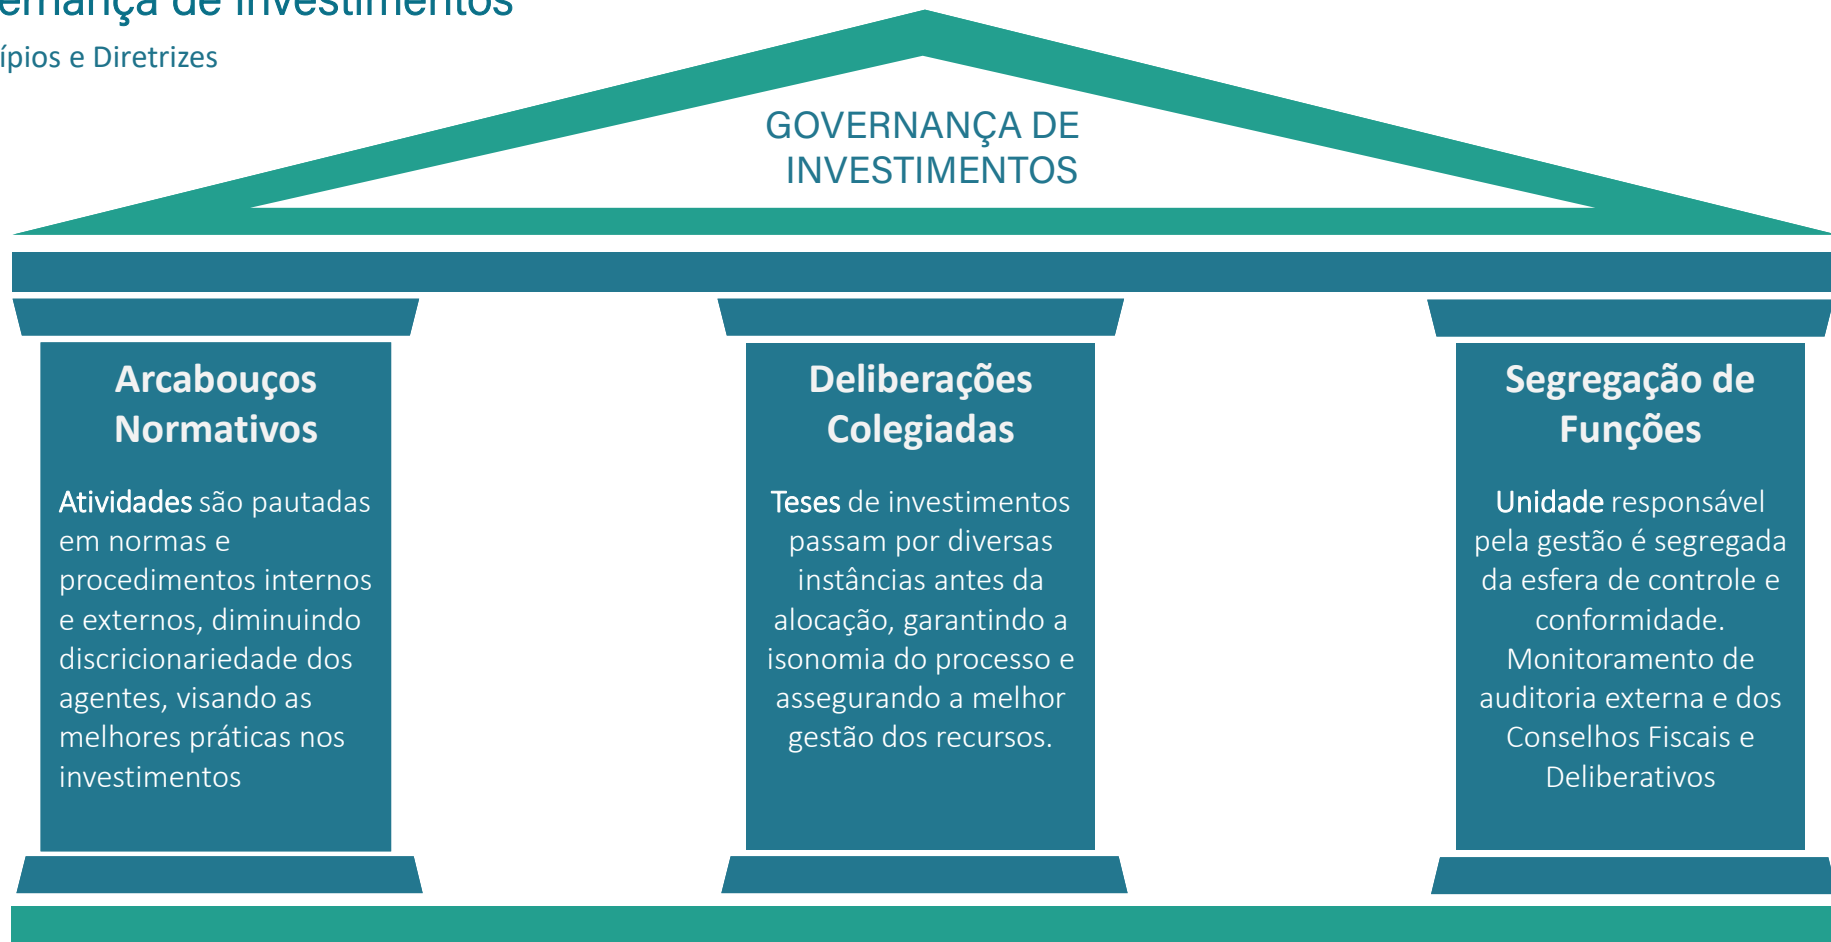 ernança de Investimentos
ípios e Diretrizes
GOVERNANÇA DE
INVESTIMENTOS
Arcabouços
Normativos
Atividades são pautadas
em normas e
procedimentos internos
e externos, diminuindo
discricionariedade dos
agentes, visando as
melhores práticas nos
investimentos
Deliberações
Colegiadas
Teses de investimentos
passam por diversas
instâncias antes da
alocação, garantindo a
isonomia do processo e
assegurando a melhor
gestão dos recursos.
Segregação de
Funções
Unidade responsável
pela gestão é segregada
da esfera de controle e
conformidade.
Monitoramento de
auditoria externa e dos
Conselhos Fiscais e
Deliberativos